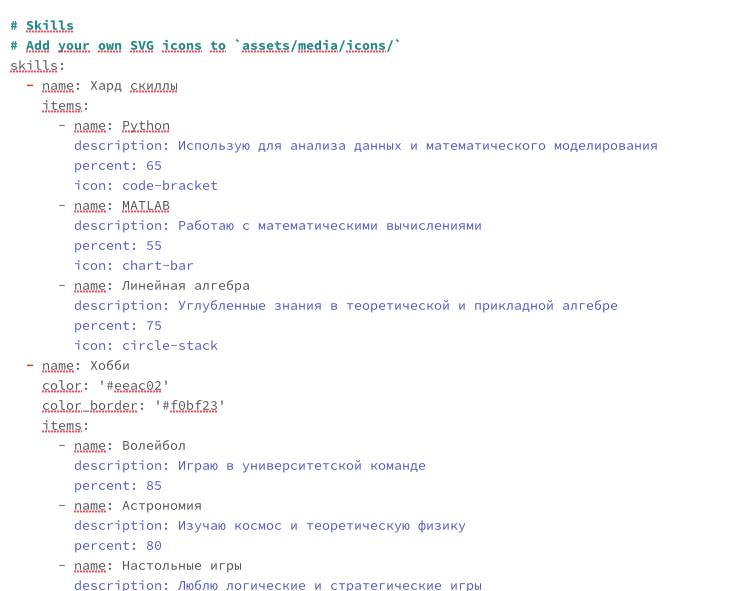 # Skills
# Add your own SVG icons to `assets/media/icons/`
skills:
  - name: Хард скиллы
    items:
      - name: Python
        description: Использую для анализа данных и математического моделирования
        percent: 65
        icon: code-bracket
      - name: MATLAB
        description: Работаю с математическими вычислениями
        percent: 55
        icon: chart-bar
      - name: Линейная алгебра
        description: Углубленные знания в теоретической и прикладной алгебре
        percent: 75
        icon: circle-stack
  - name: Хобби
    color: '#eeac02'
    color_border: '#f0bf23'
    items:
      - name: Волейбол
        description: Играю в университетской команде
        percent: 85
      - name: Астрономия
        description: Изучаю космос и теоретическую физику
        percent: 80
      - name: Настольные игры
        description: Люблю логические и стратегические игры